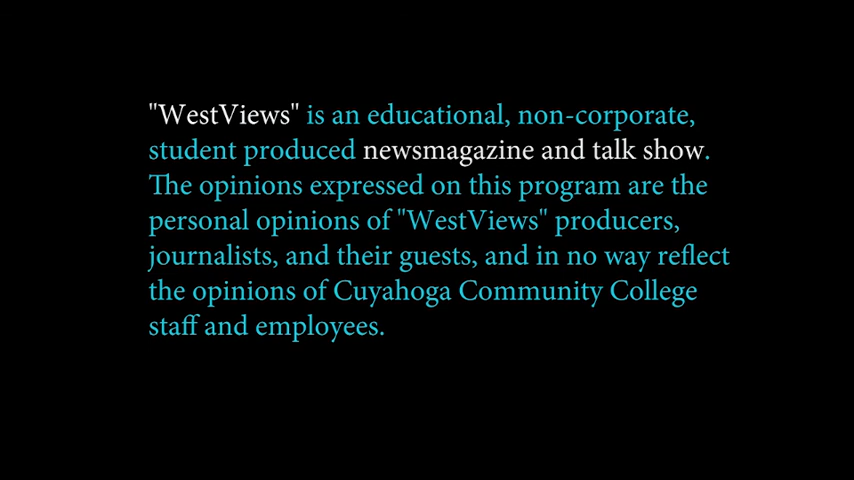 "WestViews" is an educational, non-corporate,
student produced newsmagazine and talk show.
The opinions expressed on this program are the
personal opinions of "WestViews" producers,
journalists, and their guests, and in no way reflect
the opinions of Cuyahoga Community College
staff and employees.